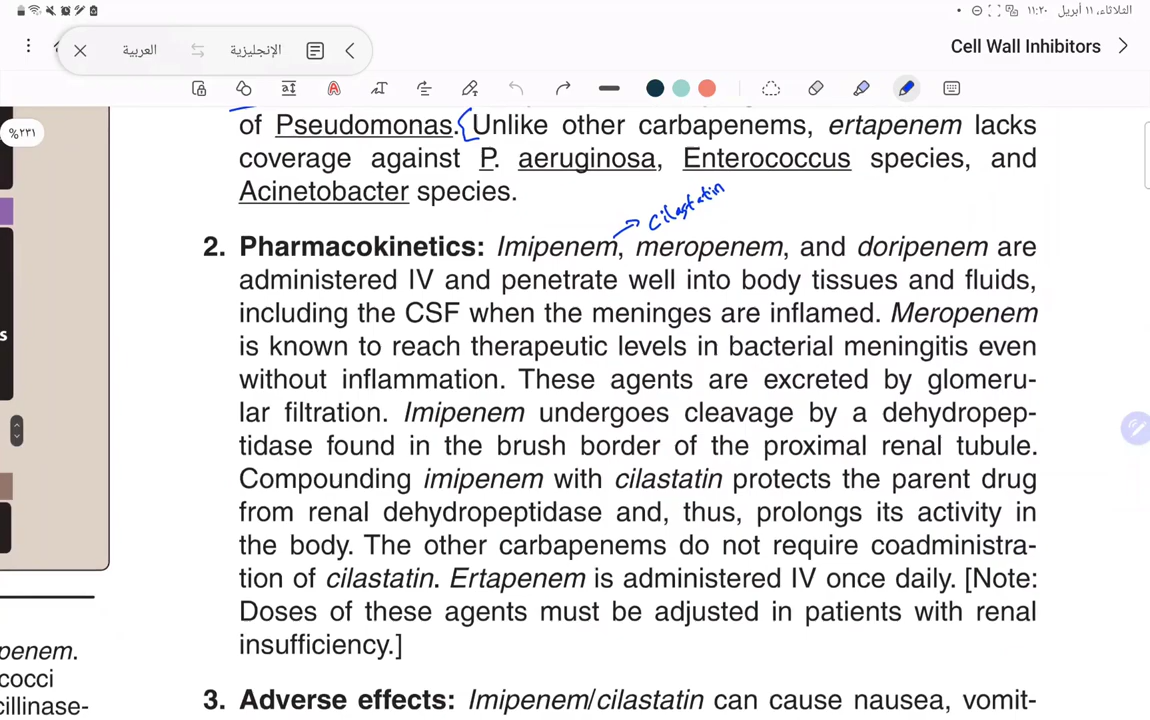 الثلاثاء، ١١ أبريل ١١:٢٠
العربية
الإنجليزية
Cell Wall Inhibitors
%٢٣١
of Pseudomonas. Unlike other carbapenems, ertapenem lacks
coverage against P. aeruginosa, Enterococcus species, and
Acinetobacter species.
cilastatin
2. Pharmacokinetics: Imipenem, meropenem, and doripenem are
administered IV and penetrate well into body tissues and fluids,
including the CSF when the meninges are inflamed. Meropenem
is known to reach therapeutic levels in bacterial meningitis even
without inflammation. These agents are excreted by glomeru-
lar filtration. Imipenem undergoes cleavage by a dehydropep-
tidase found in the brush border of the proximal renal tubule.
Compounding imipenem with cilastatin protects the parent drug
from renal dehydropeptidase and, thus, prolongs its activity in
the body. The other carbapenems do not require coadministra-
tion of cilastatin. Ertapenem is administered IV once daily. [Note:
Doses of these agents must be adjusted in patients with renal
insufficiency.]
3. Adverse effects: Imipenem/cilastatin can cause nausea, vomit-
s
penem.
cocci
cillinase-